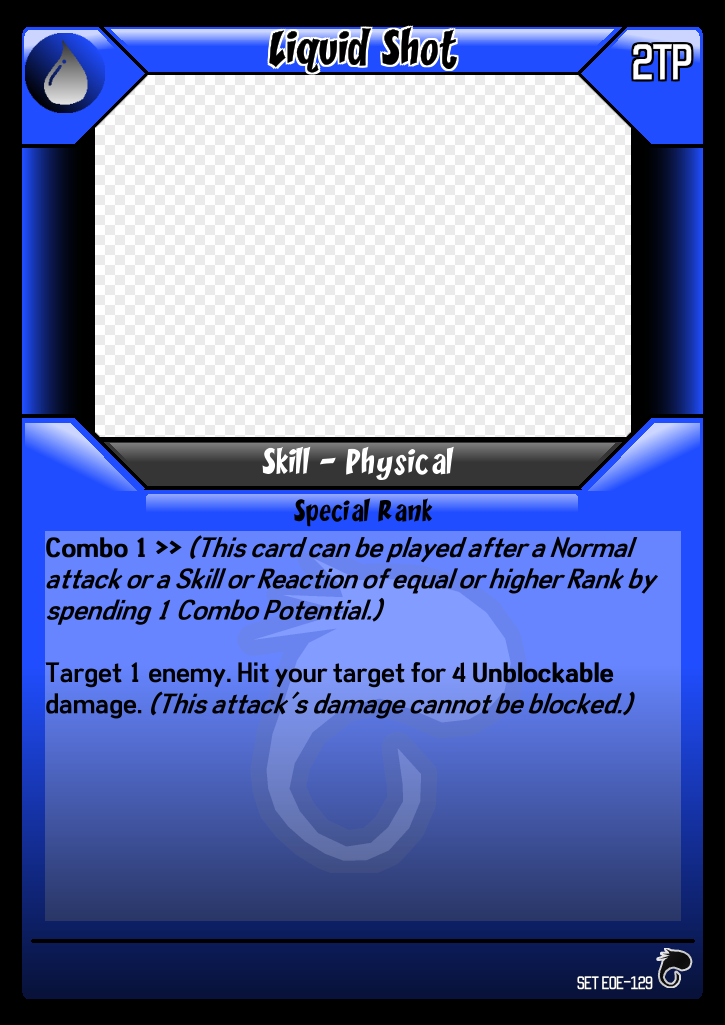 Liquid Shot
2TP
Skill - Physical
Special Rank
Combo 1 >> (This card can be played after a Normal
attack or a Skill or Reaction of equal or higher Rank by
spending 1 Combo Potential.)
Target 1 enemy. Hit your target for 4 Unblockable
damage. (This attack's damage cannot be blocked.)
SET EOE-129